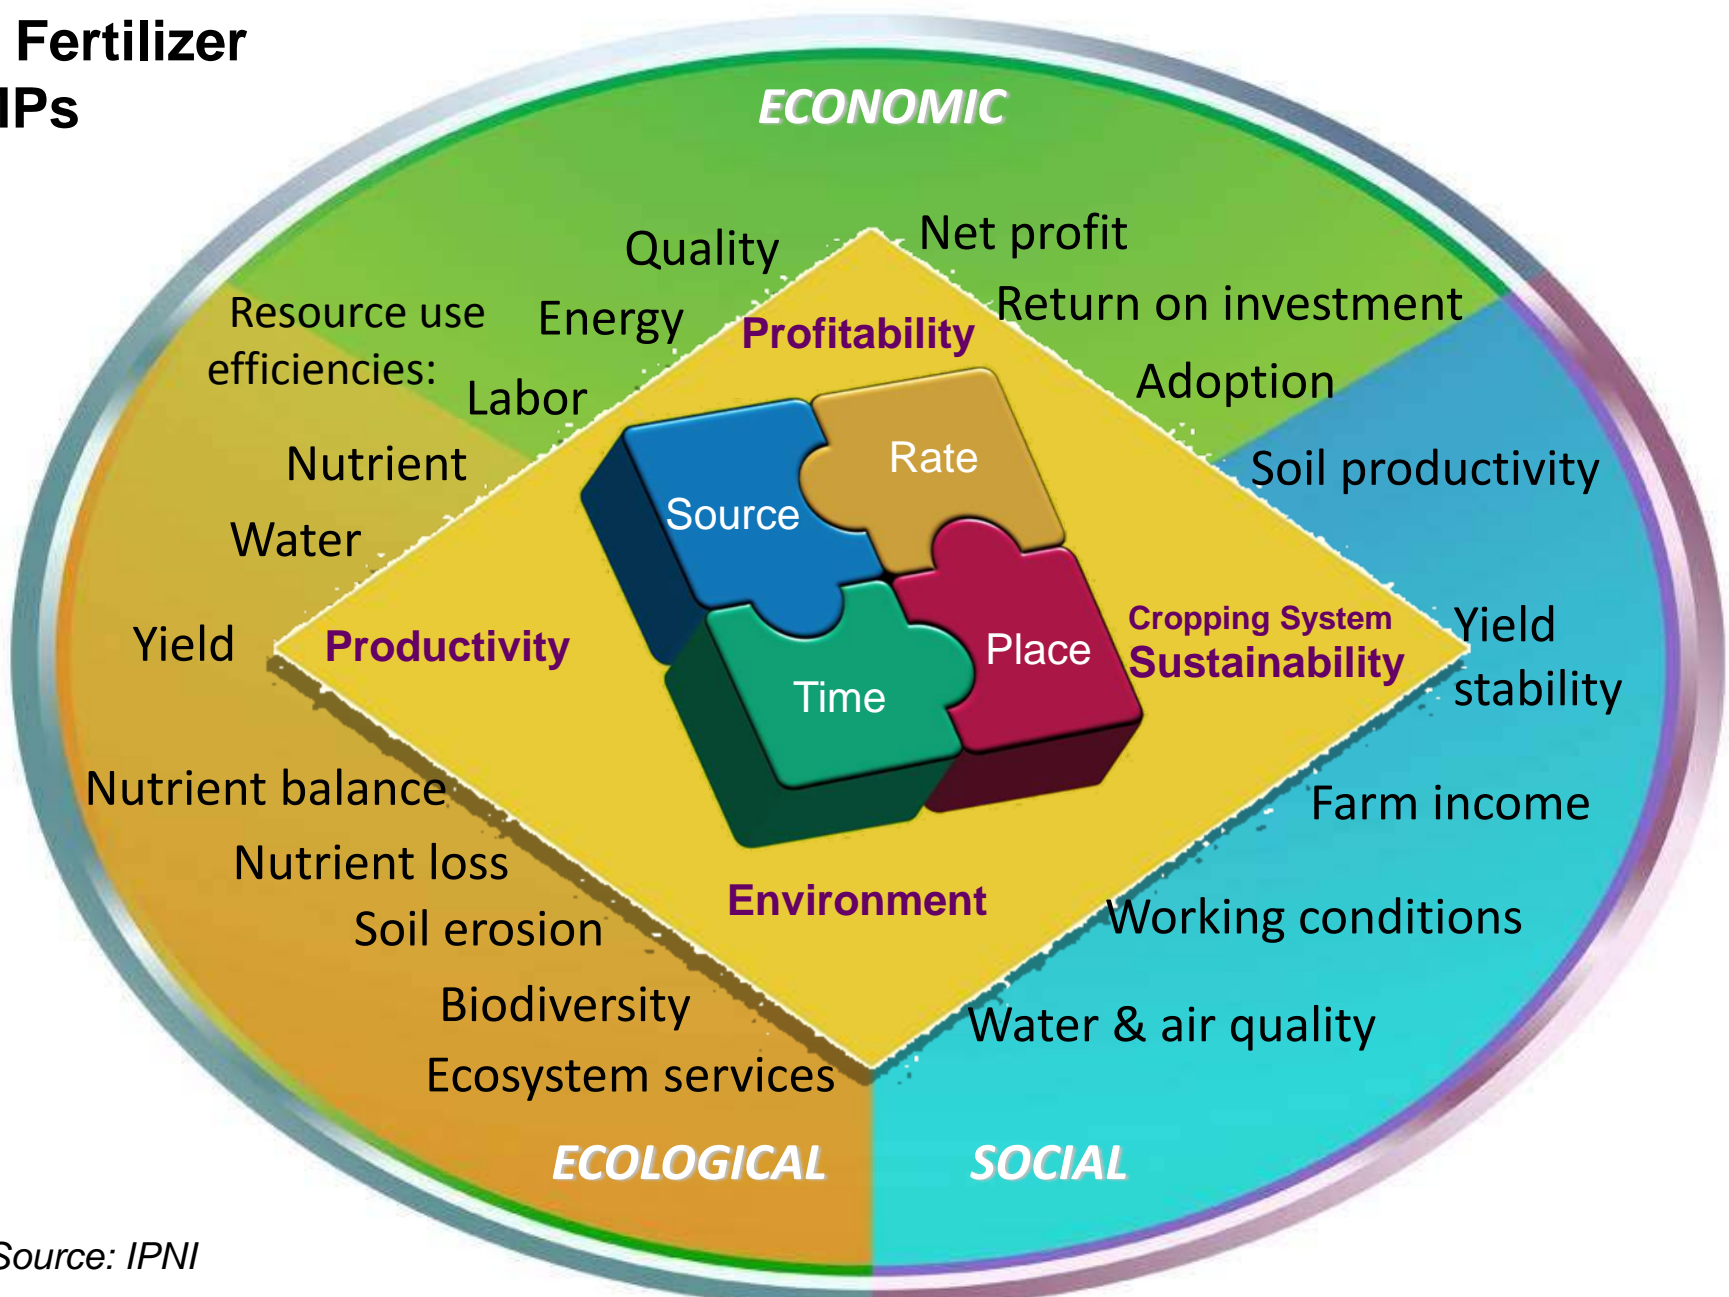 Fertilizer
MPs
ECONOMIC
Quality
Net profit
Resource use
efficiencies:
Energy
Return on investment
Profitability
Labor
Adoption
Nutrient
Rate
Soil productivity
Water
Source
Yield
Productivity
Time
Place
Cropping System
Sustainability
Yield
stability
Nutrient balance
Farm income
Nutrient loss
Environment
Soil erosion
Working conditions
Biodiversity
Water & air quality
Ecosystem services
ECOLOGICAL
SOCIAL
Source: IPNI